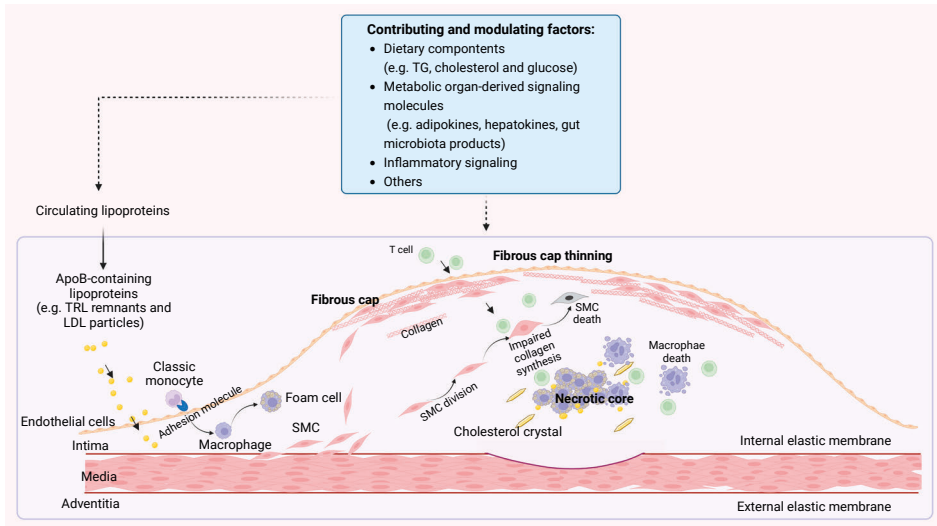 Contributing and modulating factors:
• Dietary compontents
(e.g. TG, cholesterol and glucose)
• Metabolic organ-derived signaling
molecules
(e.g. adipokines, hepatokines, gut
microbiota products)
• Inflammatory signaling
• Others
Circulating lipoproteins
ApoB-containing
lipoproteins
(e.g. TRL remnants and
LDL particles)
T cell
Fibrous cap thinning
Fibrous cap
Collagen
SMC
death
Impaired
collagen
synthesis
Macrophae
death
Classic
monocyte
Adhesion molecule
Foam cell
SMC division
Necrotic core
Endothelial cells
Macrophage
SMC
Cholesterol crystal
Intima
Internal elastic membrane
Media
Adventitia
External elastic membrane